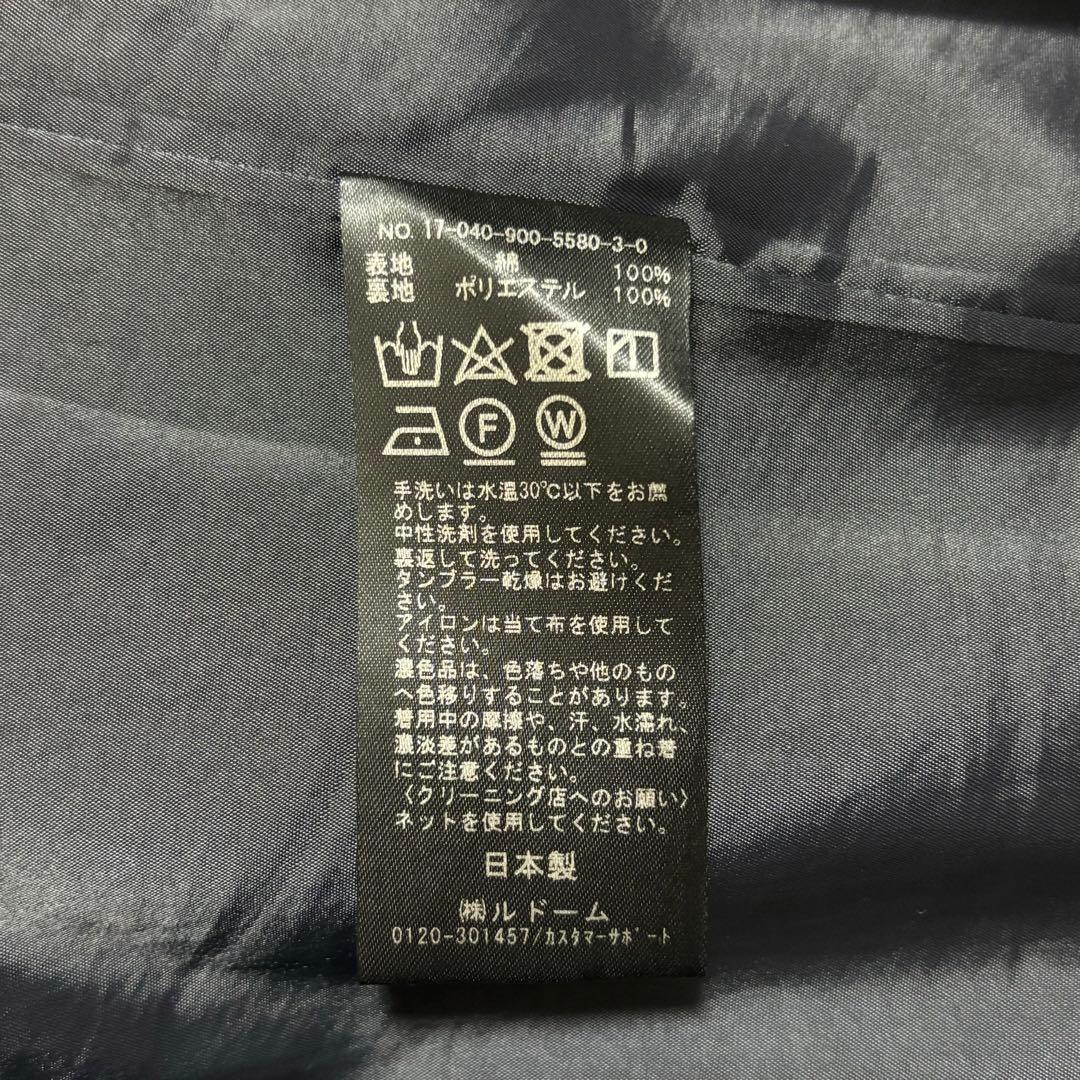 NO. 17-040-900-5580-3-0
表地 綿 100%
裏地 ポリエステル 100%
F W
手洗いは水温30℃以下をお薦
めします。
中性洗剤を使用してください。
裏返して洗ってください。
タンブラー乾燥はお避けくだ
さい。
アイロンは当て布を使用して
ください。
濃色品は、色落ちや他のもの
へ色移りすることがあります。
着用中の摩擦や、汗、水濡れ、
濃淡差があるものとの重ね着
にご注意ください。
〈クリーニング店へのお願い〉
ネットを使用してください。
日本製
㈱ルドーム
0120-301457/ｶｽﾀﾏｰｻﾎﾟｰﾄ